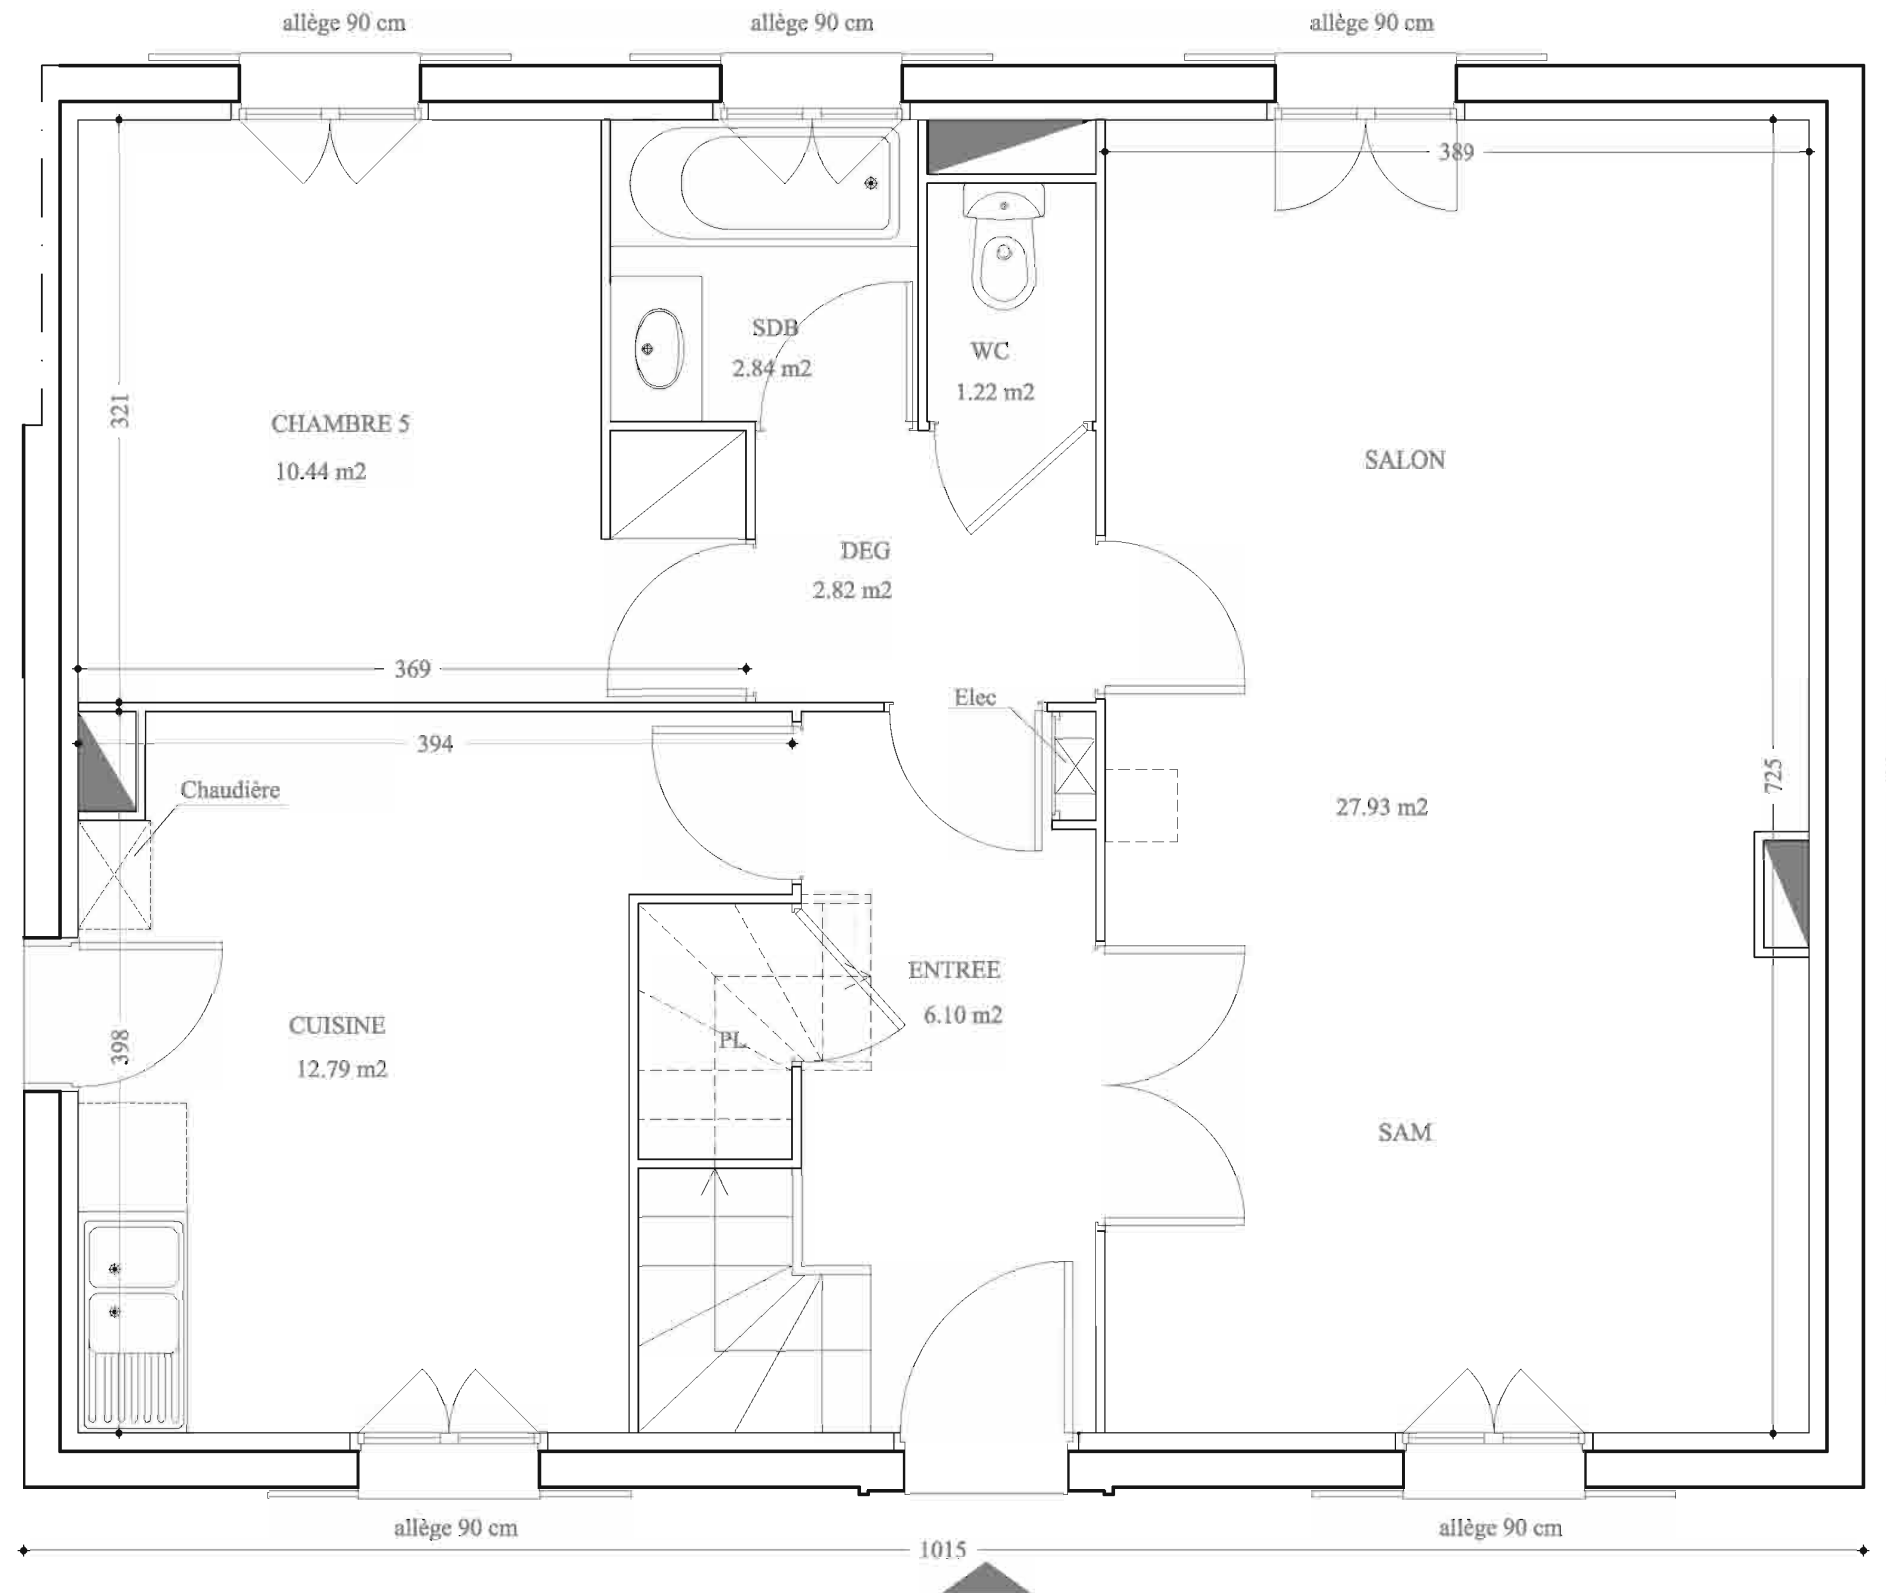 allège 90 cm
allège 90 cm
allège 90 cm
389
SDB
2.84 m2
WC
1.22 m2
321
CHAMBRE 5
10.44 m2
SALON
DEG
2.82 m2
369
Elec
394
725
Chaudière
27.93 m2
ENTREE
6.10 m2
CUISINE
12.79 m2
398
PL
SAM
allège 90 cm
allège 90 cm
1015